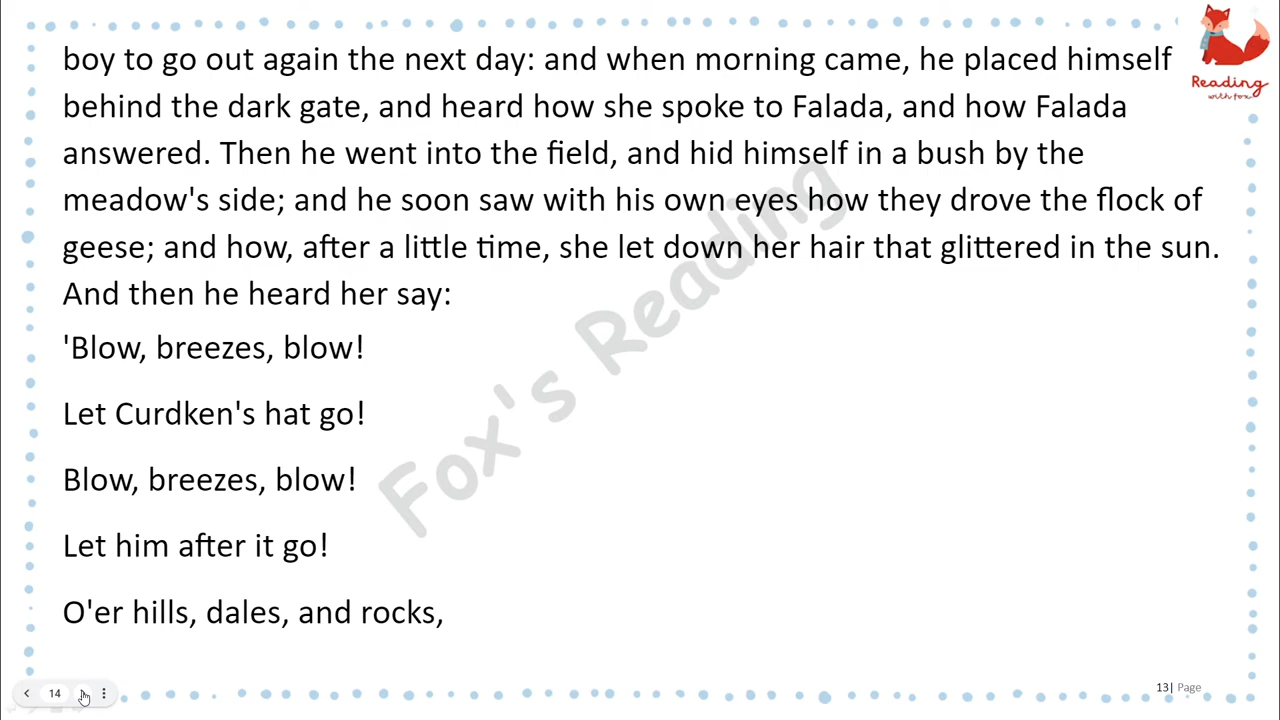 boy to go out again the next day: and when morning came, he placed himself
behind the dark gate, and heard how she spoke to Falada, and how Falada
answered. Then he went into the field, and hid himself in a bush by the
meadow's side; and he soon saw with his own eyes how they drove the flock of
geese; and how, after a little time, she let down her hair that glittered in the sun.
And then he heard her say:
'Blow, breezes, blow!
Let Curdken's hat go!
Blow, breezes, blow!
Let him after it go!
O'er hills, dales, and rocks,
Fox's Reading
Reading
with fox
14
13| Page